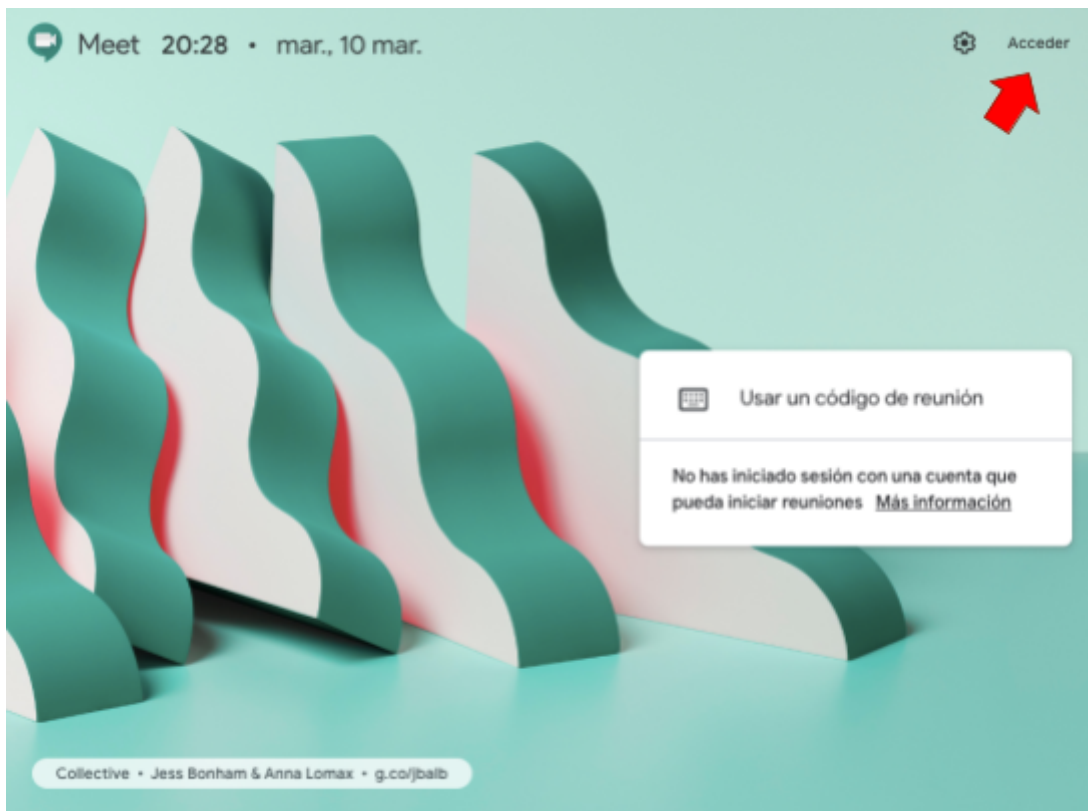 Meet 20:28 • mar., 10 mar.
Acceder
Usar un código de reunión
No has iniciado sesión con una cuenta que
pueda iniciar reuniones Más información
Collective • Jess Bonham & Anna Lomax • g.co/jbalb